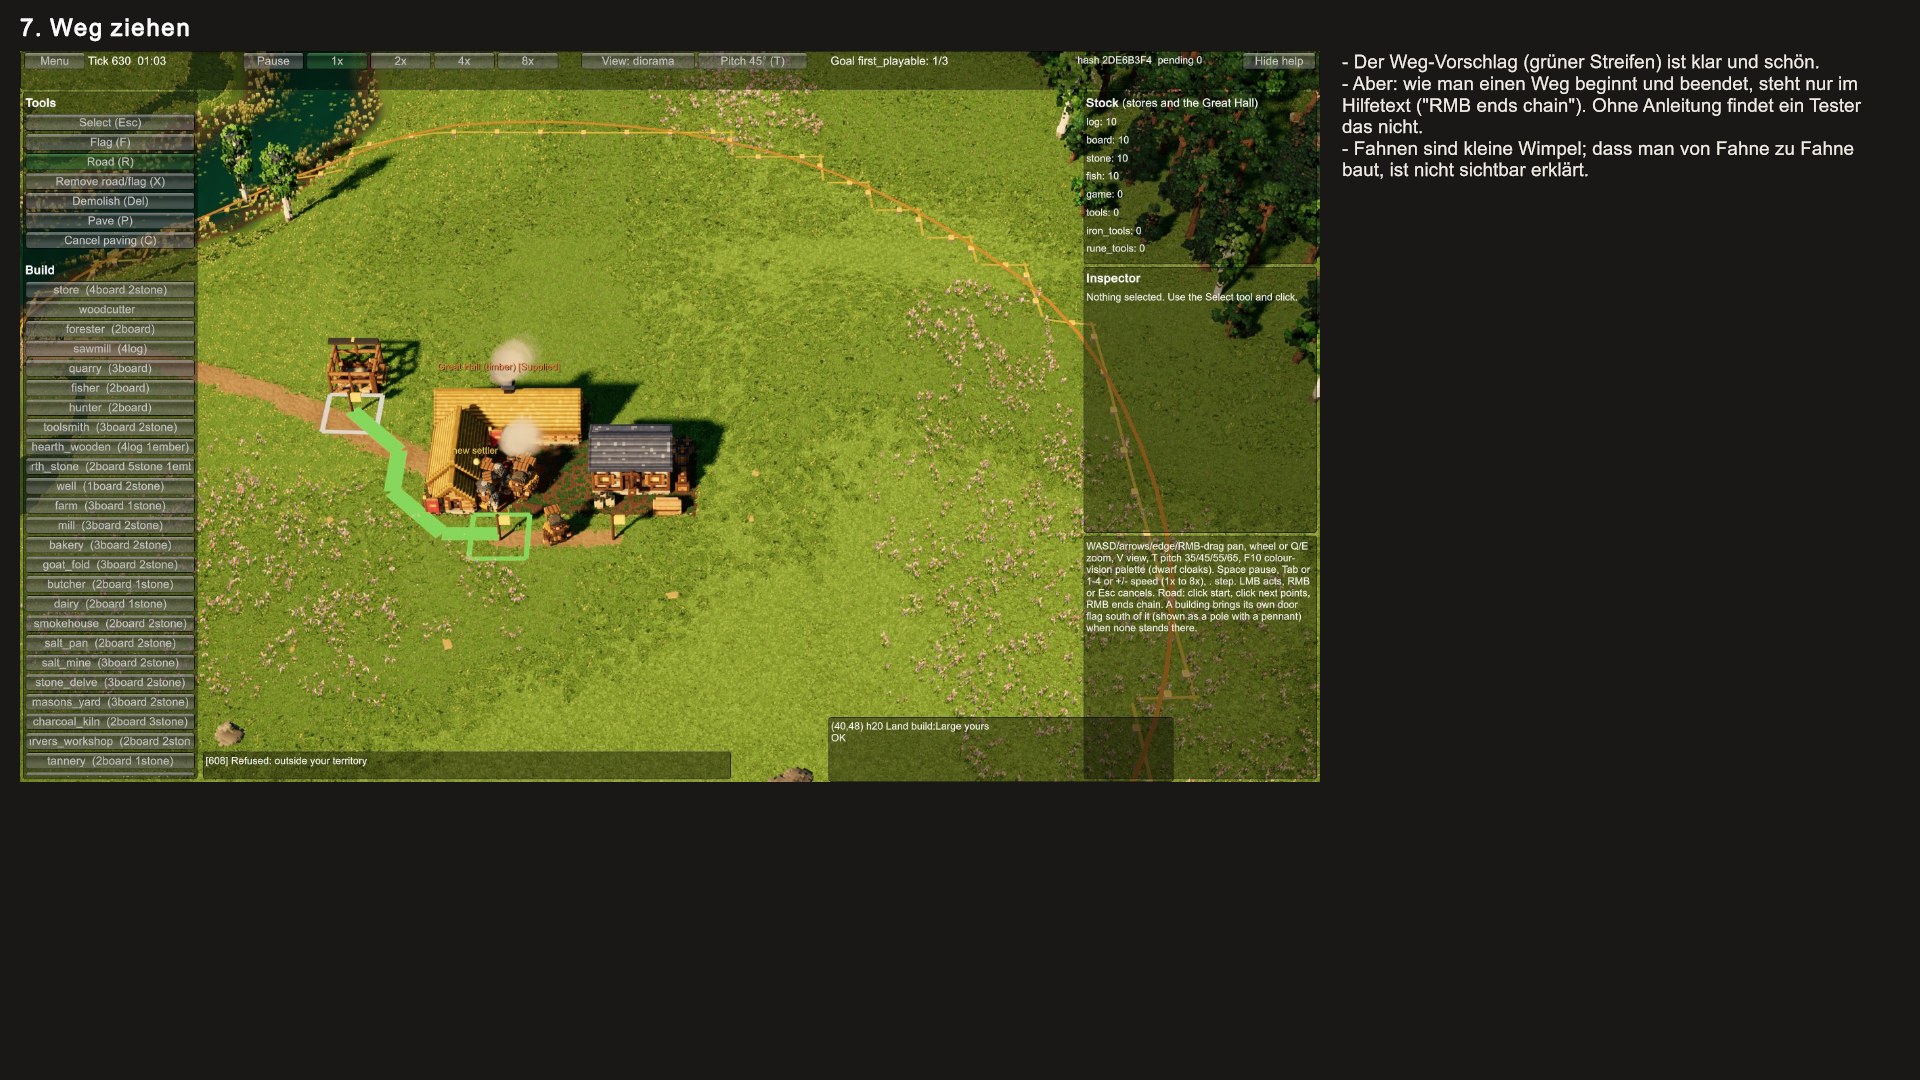 7. Weg ziehen
Menu
Tick 630 01:03
Pause
1x
2x
4x
8x
View: diorama
Pitch 45° (T)
Goal first_playable: 1/3
hash 2DE6B3F4 pending 0
Hide help
Tools
Select (Esc)
Flag (F)
Road (R)
Remove road/flag (X)
Demolish (Del)
Pave (P)
Cancel paving (C)
Build
store (4board 2stone)
woodcutter
forester (2board)
sawmill (4log)
quarry (3board)
fisher (2board)
hunter (2board)
toolsmith (3board 2stone)
hearth_wooden (4log 1ember)
rth_stone (2board 5stone 1emb
well (1board 2stone)
farm (3board 1stone)
mill (3board 2stone)
bakery (3board 2stone)
goat_fold (3board 2stone)
butcher (2board 1stone)
dairy (2board 1stone)
smokehouse (2board 2stone)
salt_pan (2board 2stone)
salt_mine (3board 2stone)
stone_delve (3board 2stone)
masons_yard (3board 2stone)
charcoal_kiln (2board 3stone)
rvers_workshop (2board 2ston
tannery (2board 1stone)
Great Hall (timber) [Supplied]
new settler
[608] Refused: outside your territory
(40,48) h20 Land build:Large yours
OK
Stock (stores and the Great Hall)
log: 10
board: 10
stone: 10
fish: 10
game: 0
tools: 0
iron_tools: 0
rune_tools: 0
Inspector
Nothing selected. Use the Select tool and click.
WASD/arrows/edge/RMB-drag pan, wheel or Q/E
zoom, V view, T pitch 35/45/55/65, F10 colour-
vision palette (dwarf cloaks). Space pause, Tab or
1-4 or +/- speed (1x to 8x), . step. LMB acts, RMB
or Esc cancels. Road: click start, click next points,
RMB ends chain. A building brings its own door
flag south of it (shown as a pole with a pennant)
when none stands there.
- Der Weg-Vorschlag (grüner Streifen) ist klar und schön.
- Aber: wie man einen Weg beginnt und beendet, steht nur im
Hilfetext ("RMB ends chain"). Ohne Anleitung findet ein Tester
das nicht.
- Fahnen sind kleine Wimpel; dass man von Fahne zu Fahne
baut, ist nicht sichtbar erklärt.